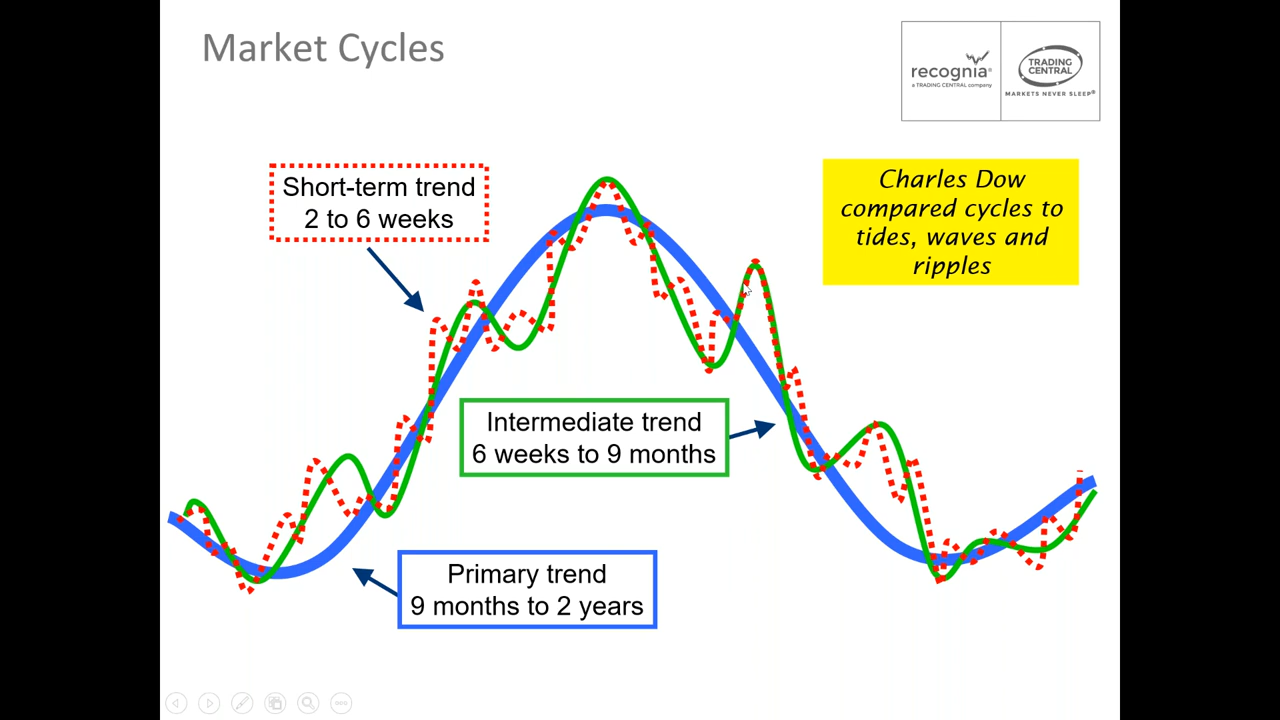 Market Cycles
recognia®
a TRADING CENTRAL company
TRADING
CENTRAL
MARKETS NEVER SLEEP®
Short-term trend
2 to 6 weeks
Charles Dow
compared cycles to
tides, waves and
ripples
Intermediate trend
6 weeks to 9 months
Primary trend
9 months to 2 years